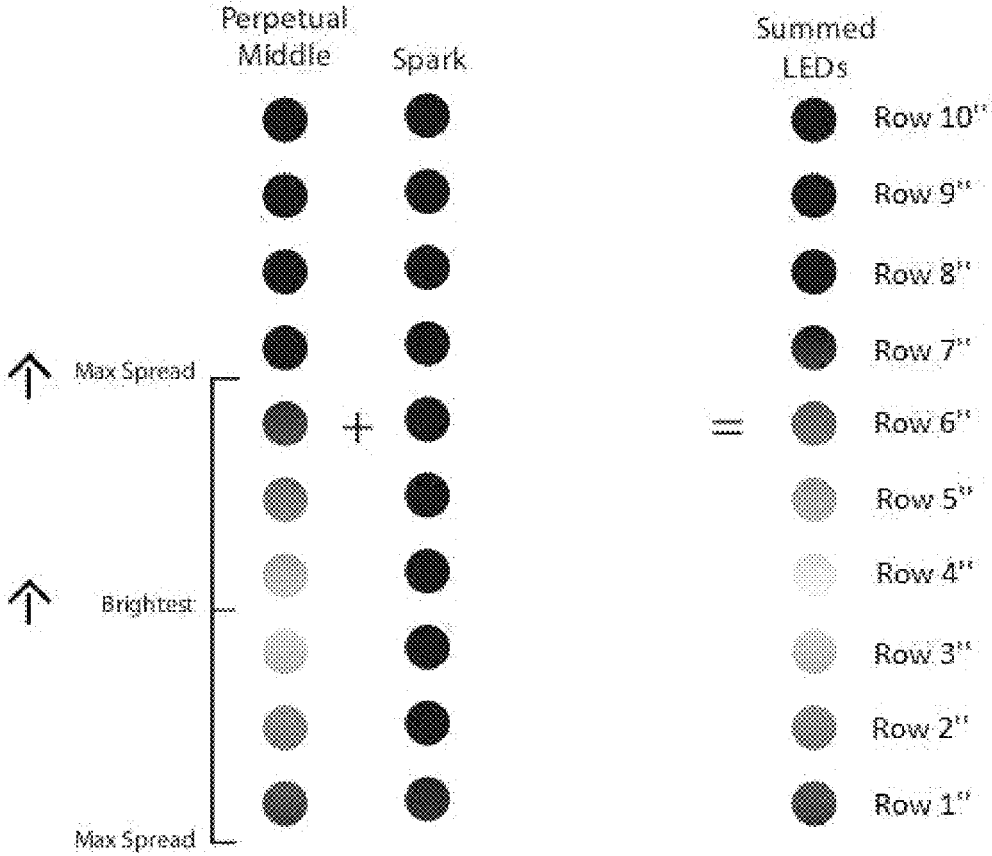 Perpetual
Middle
Spark
Summed
LEDs
Row 10"
Row 9"
Row 8"
Row 7"
Max Spread
+
=
Row 6"
Row 5"
Row 4"
Brightest
Row 3"
Row 2"
Row 1"
Max Spread